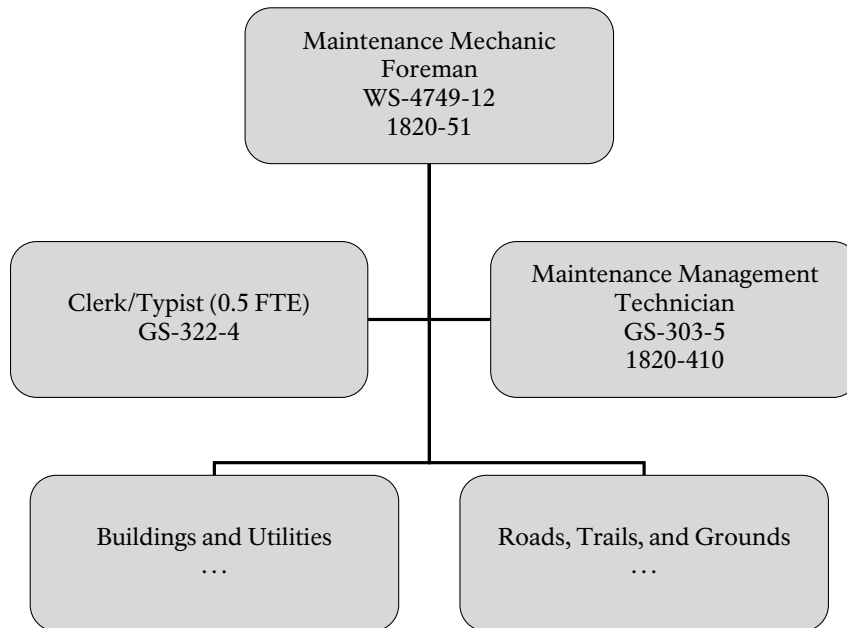 Maintenance Mechanic
Foreman
WS-4749-12
1820-51
Clerk/Typist (0.5 FTE)
GS-322-4
Maintenance Management
Technician
GS-303-5
1820-410
Buildings and Utilities
...
Roads, Trails, and Grounds
...